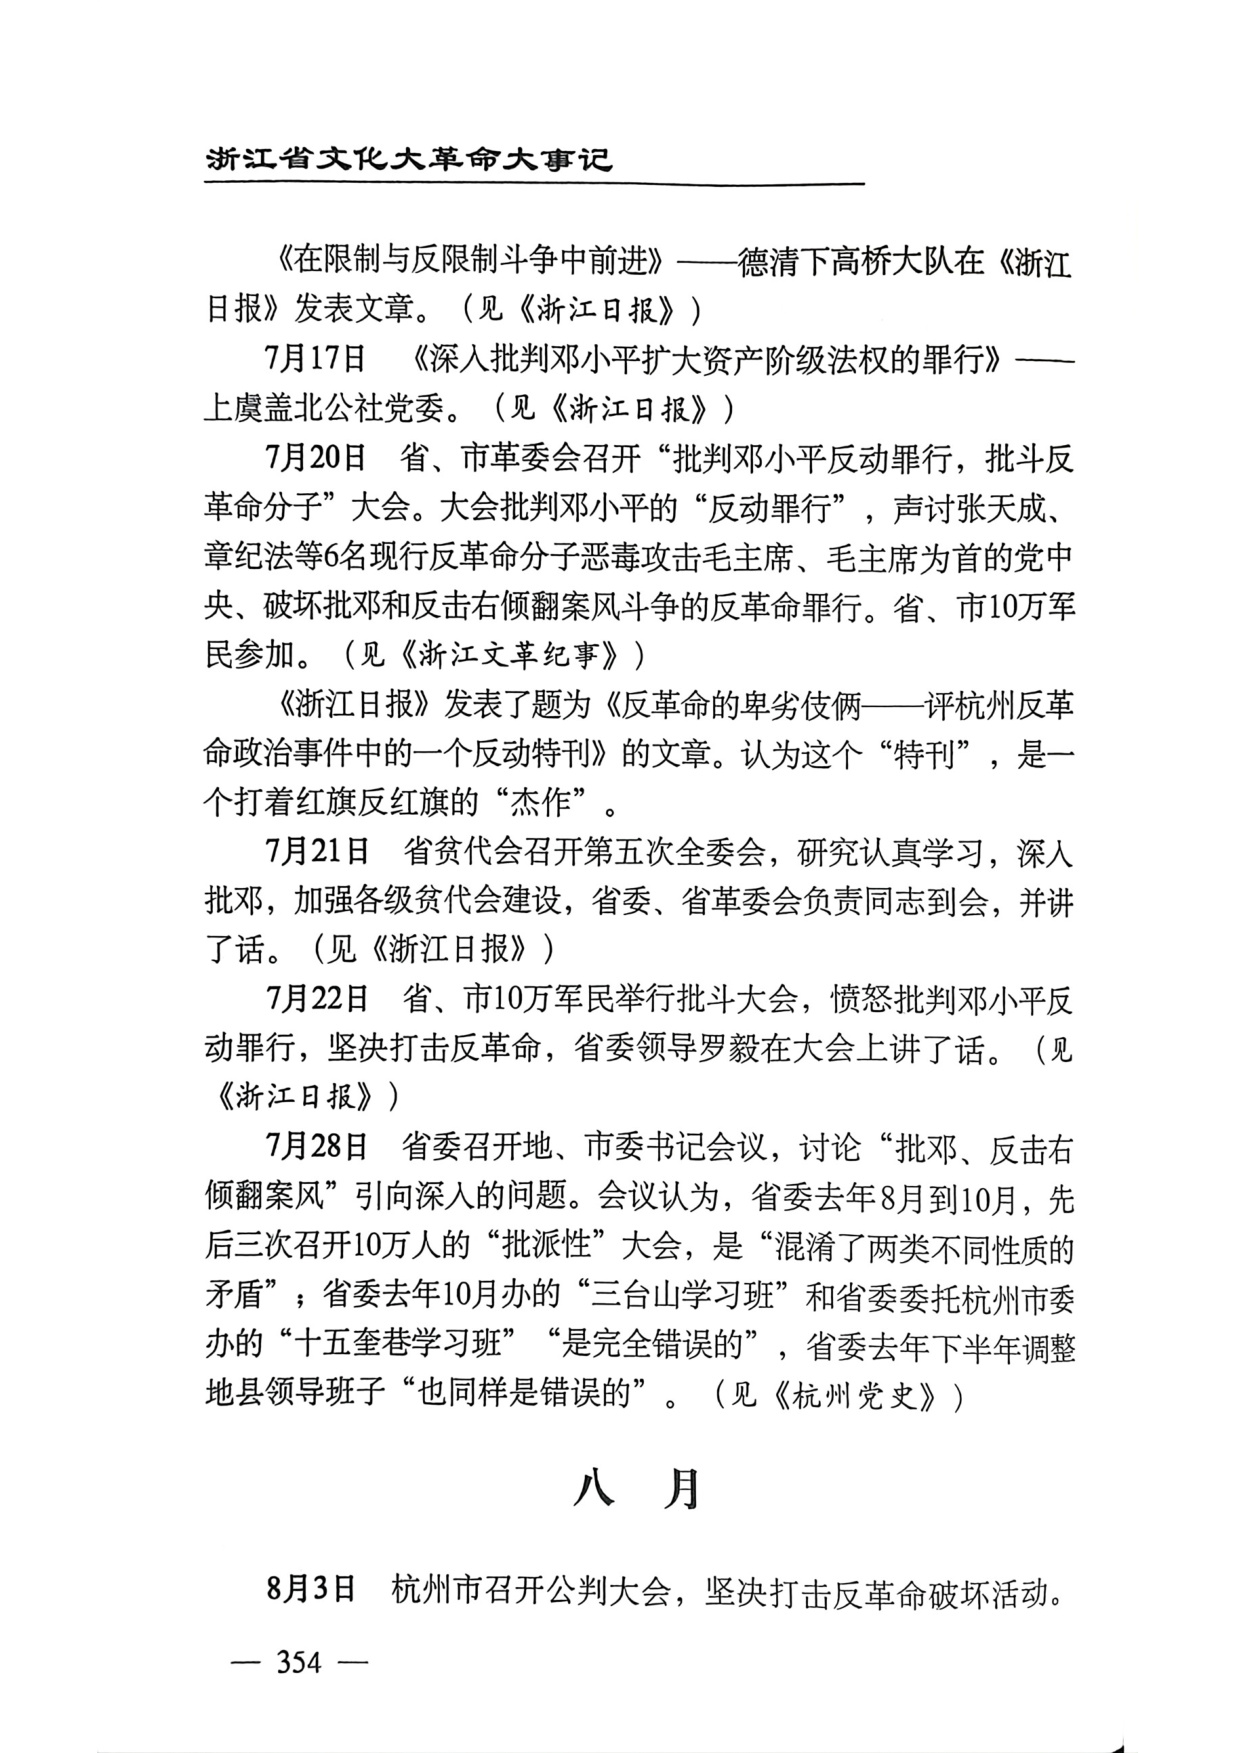 浙江省文化大革命大事记
《在限制与反限制斗争中前进》——德清下高桥大队在《浙江
日报》发表文章。（见《浙江日报》）
7月17日　《深入批判邓小平扩大资产阶级法权的罪行》——
上虞盖北公社党委。（见《浙江日报》）
7月20日　省、市革委会召开“批判邓小平反动罪行，批斗反
革命分子”大会。大会批判邓小平的“反动罪行”，声讨张天成、
章纪法等6名现行反革命分子恶毒攻击毛主席、毛主席为首的党中
央、破坏批邓和反击右倾翻案风斗争的反革命罪行。省、市10万军
民参加。（见《浙江文革纪事》）
《浙江日报》发表了题为《反革命的卑劣伎俩——评杭州反革
命政治事件中的一个反动特刊》的文章。认为这个“特刊”，是一
个打着红旗反红旗的“杰作”。
7月21日　省贫代会召开第五次全委会，研究认真学习，深入
批邓，加强各级贫代会建设，省委、省革委会负责同志到会，并讲
了话。（见《浙江日报》）
7月22日　省、市10万军民举行批斗大会，愤怒批判邓小平反
动罪行，坚决打击反革命，省委领导罗毅在大会上讲了话。（见
《浙江日报》）
7月28日　省委召开地、市委书记会议，讨论“批邓、反击右
倾翻案风”引向深入的问题。会议认为，省委去年8月到10月，先
后三次召开10万人的“批派性”大会，是“混淆了两类不同性质的
矛盾”；省委去年10月办的“三台山学习班”和省委委托杭州市委
办的“十五奎巷学习班”“是完全错误的”，省委去年下半年调整
地县领导班子“也同样是错误的”。（见《杭州党史》）
八　月
8月3日　杭州市召开公判大会，坚决打击反革命破坏活动。
— 354 —